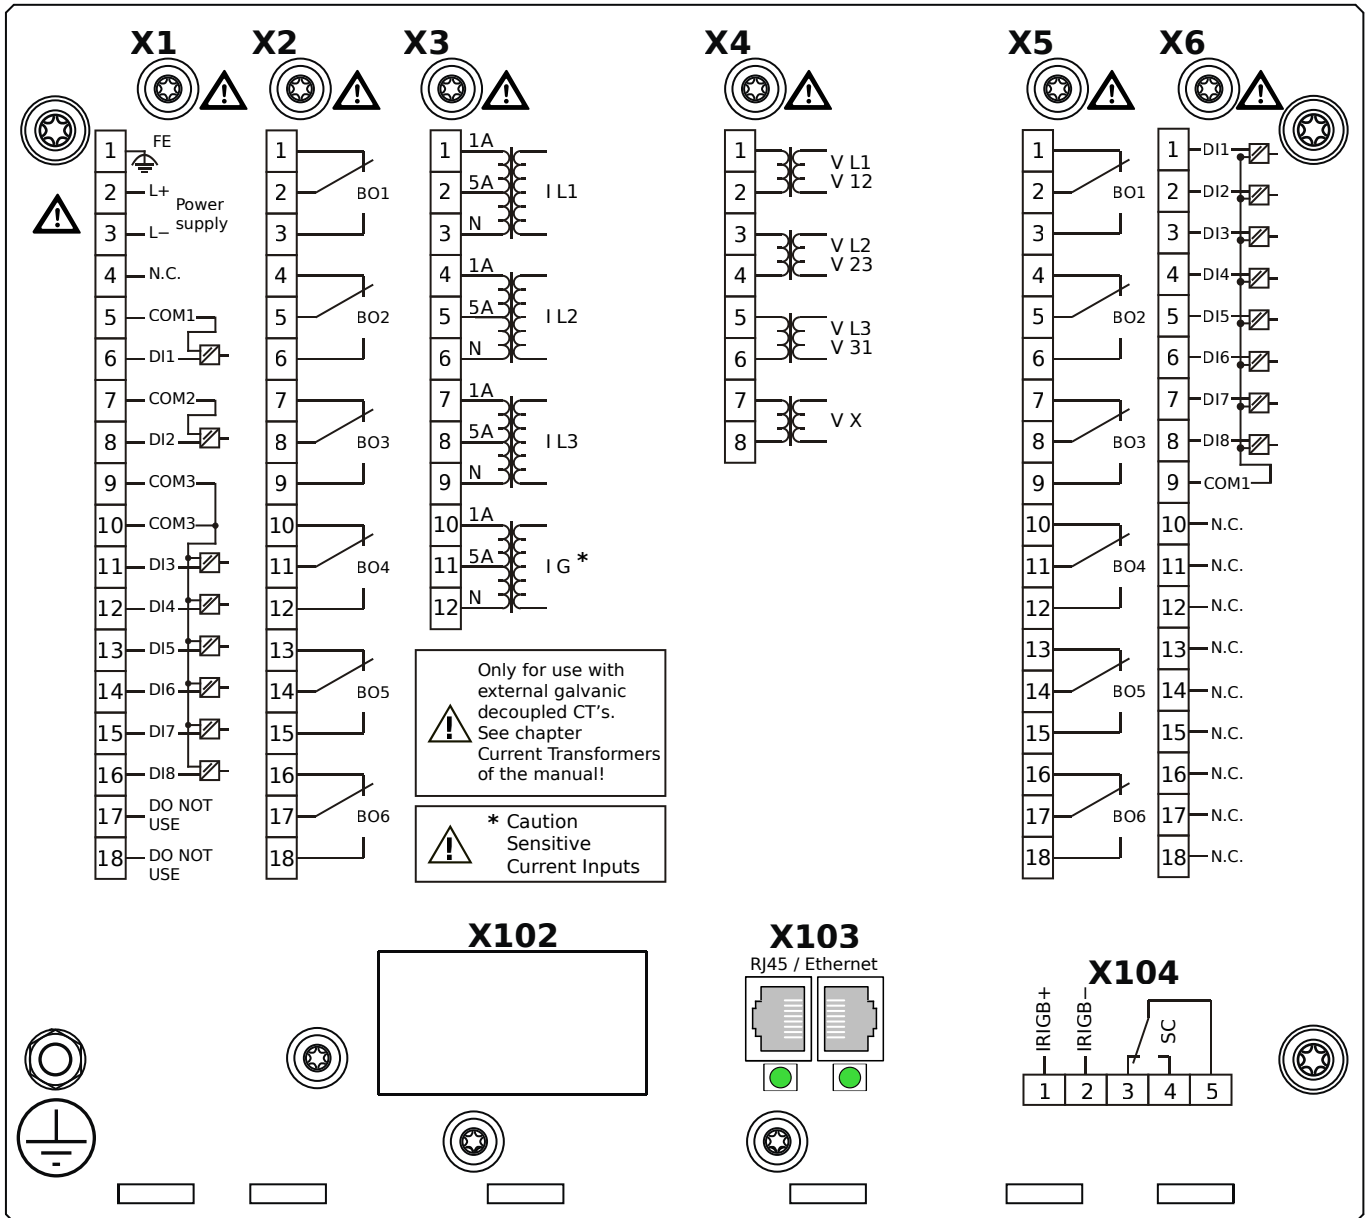 X1
X2
X3
X4
X5
X6
1 FE
2 L+
Power
supply
3 L−
4 N.C.
5 COM1
6 DI1
7 COM2
8 DI2
9 COM3
10 COM3
11 DI3
12 DI4
13 DI5
14 DI6
15 DI7
16 DI8
17 DO NOT
USE
18 DO NOT
USE
1
2 BO1
3
4
5 BO2
6
7
8 BO3
9
10
11 BO4
12
13
14 BO5
15
16
17 BO6
18
1 1A
2 5A I L1
3 N
4 1A
5 5A I L2
6 N
7 1A
8 5A I L3
9 N
10 1A
11 5A I G *
12 N
Only for use with
external galvanic
decoupled CT's.
See chapter
Current Transformers
of the manual!
* Caution
Sensitive
Current Inputs
1 V L1
2 V 12
3 V L2
4 V 23
5 V L3
6 V 31
7 V X
8
1
2 BO1
3
4
5 BO2
6
7
8 BO3
9
10
11 BO4
12
13
14 BO5
15
16
17 BO6
18
1 DI1
2 DI2
3 DI3
4 DI4
5 DI5
6 DI6
7 DI7
8 DI8
9 COM1
10 N.C.
11 N.C.
12 N.C.
13 N.C.
14 N.C.
15 N.C.
16 N.C.
17 N.C.
18 N.C.
X102
X103
RJ45 / Ethernet
X104
IRIGB+
IRIGB−
SC
1 2 3 4 5